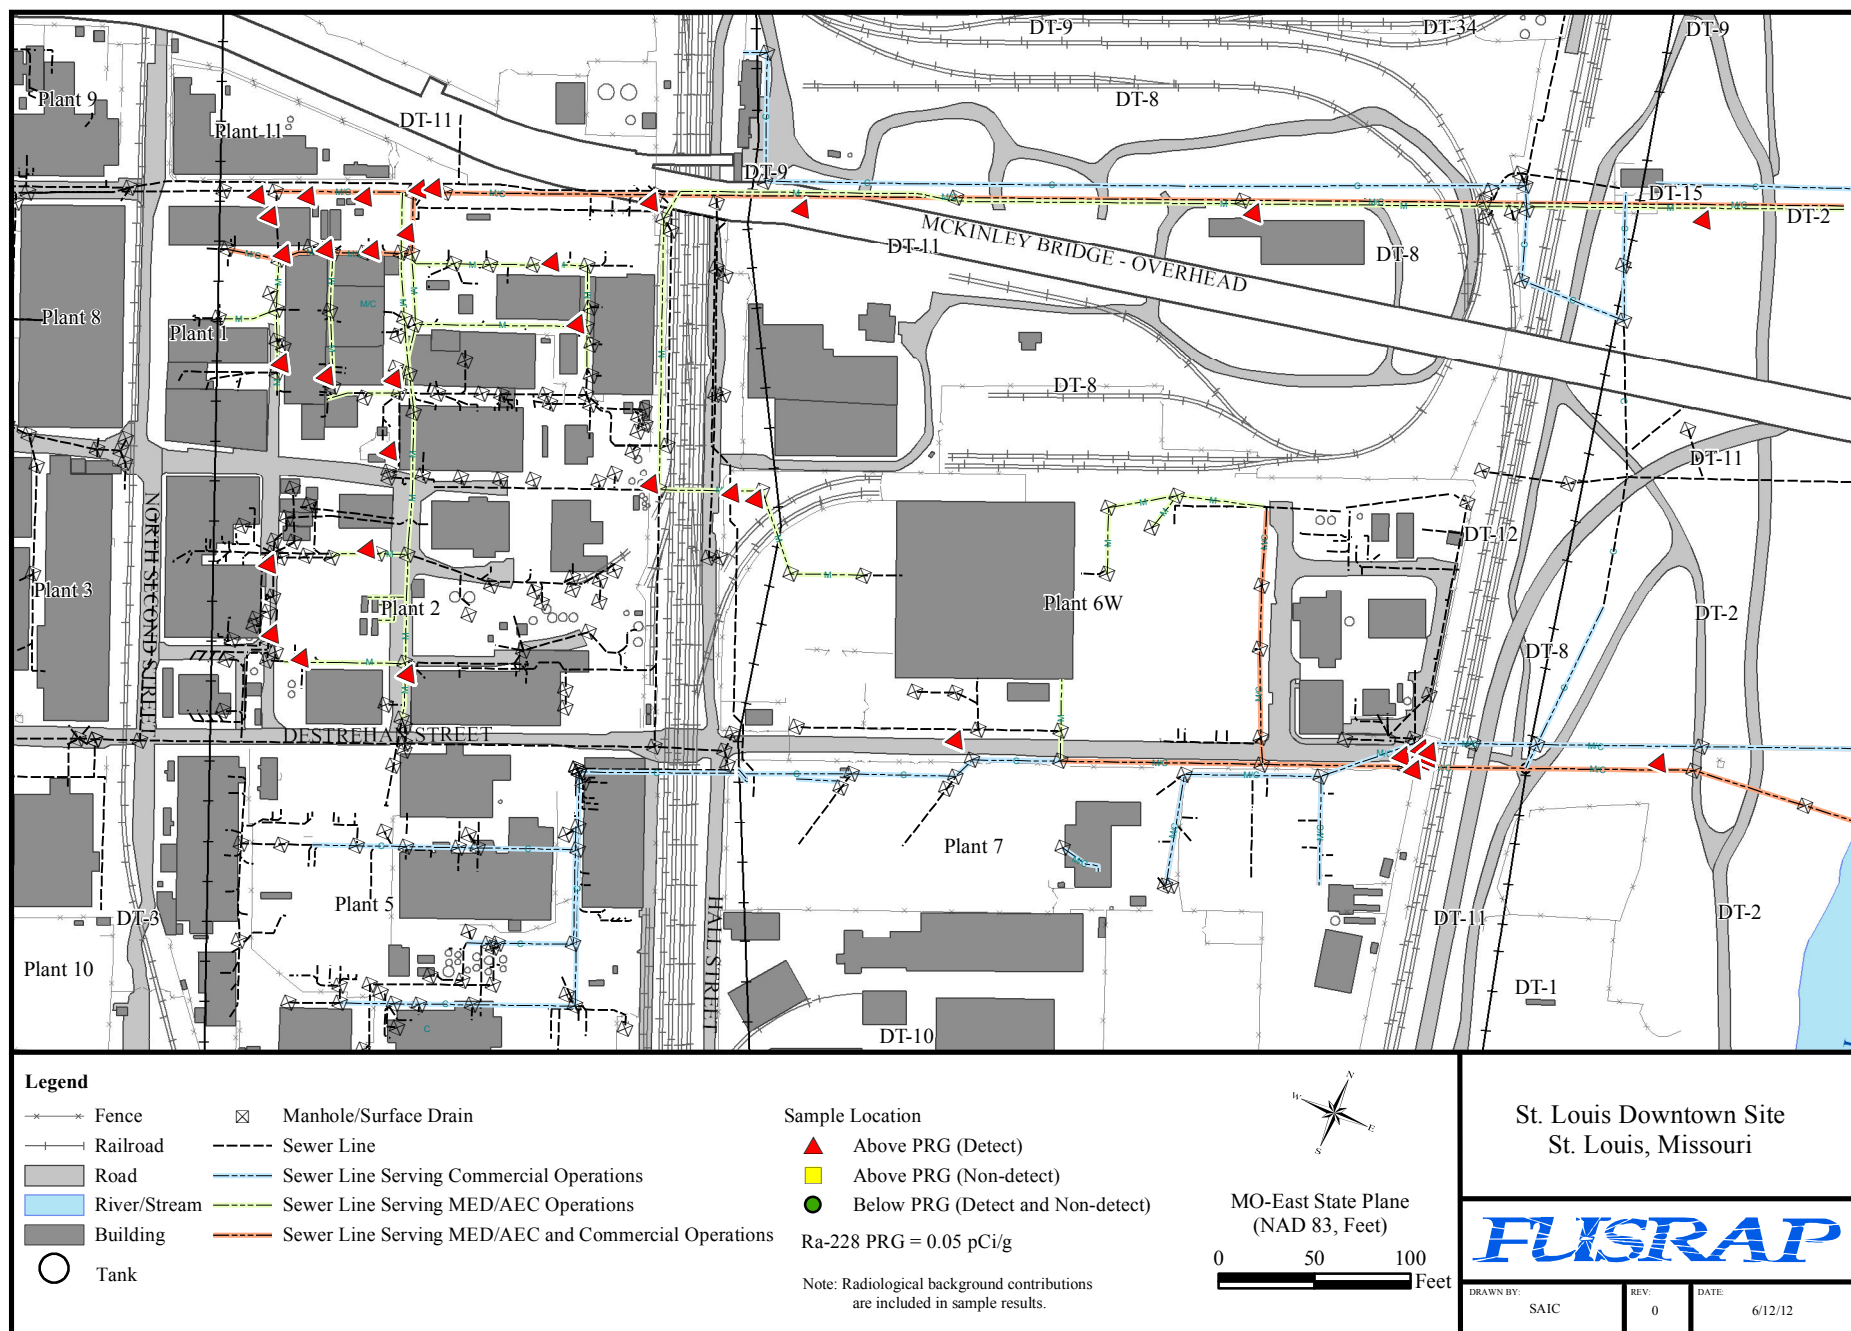 DT-9
DT-34
DT-9
Plant 9
DT-8
Plant 11
DT-11
DT-9
DT-15
DT-2
MCKINLEY BRIDGE - OVERHEAD
DT-11
DT-8
Plant 8
Plant 1
DT-8
DT-11
NORTH SECOND STREET
DT-12
Plant 3
Plant 2
Plant 6W
DT-2
DT-8
DESTREHAN STREET
Plant 7
Plant 5
DT-3
HALL STREET
DT-11
DT-2
Plant 10
DT-1
DT-10
Legend
Fence
Railroad
Road
River/Stream
Building
Tank
Manhole/Surface Drain
Sewer Line
Sewer Line Serving Commercial Operations
Sewer Line Serving MED/AEC Operations
Sewer Line Serving MED/AEC and Commercial Operations
Sample Location
Above PRG (Detect)
Above PRG (Non-detect)
Below PRG (Detect and Non-detect)
Ra-228 PRG = 0.05 pCi/g
Note: Radiological background contributions
are included in sample results.
N
W
E
S
MO-East State Plane
(NAD 83, Feet)
0 50 100
Feet
St. Louis Downtown Site
St. Louis, Missouri
FUSRAP
DRAWN BY:
SAIC
REV:
0
DATE:
6/12/12